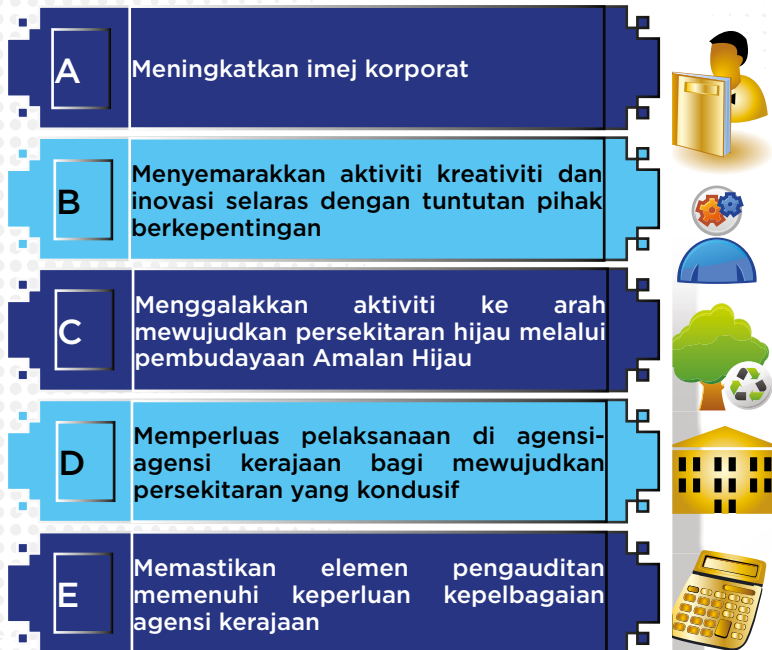 A
Meningkatkan imej korporat
B
Menyemarakkan aktiviti kreativiti dan
inovasi selaras dengan tuntutan pihak
berkepentingan
C
Menggalakkan aktiviti ke arah
mewujudkan persekitaran hijau melalui
pembudayaan Amalan Hijau
D
Memperluas pelaksanaan di agensi-
agensi kerajaan bagi mewujudkan
persekitaran yang kondusif
E
Memastikan elemen pengauditan
memenuhi keperluan kepelbagaian
agensi kerajaan